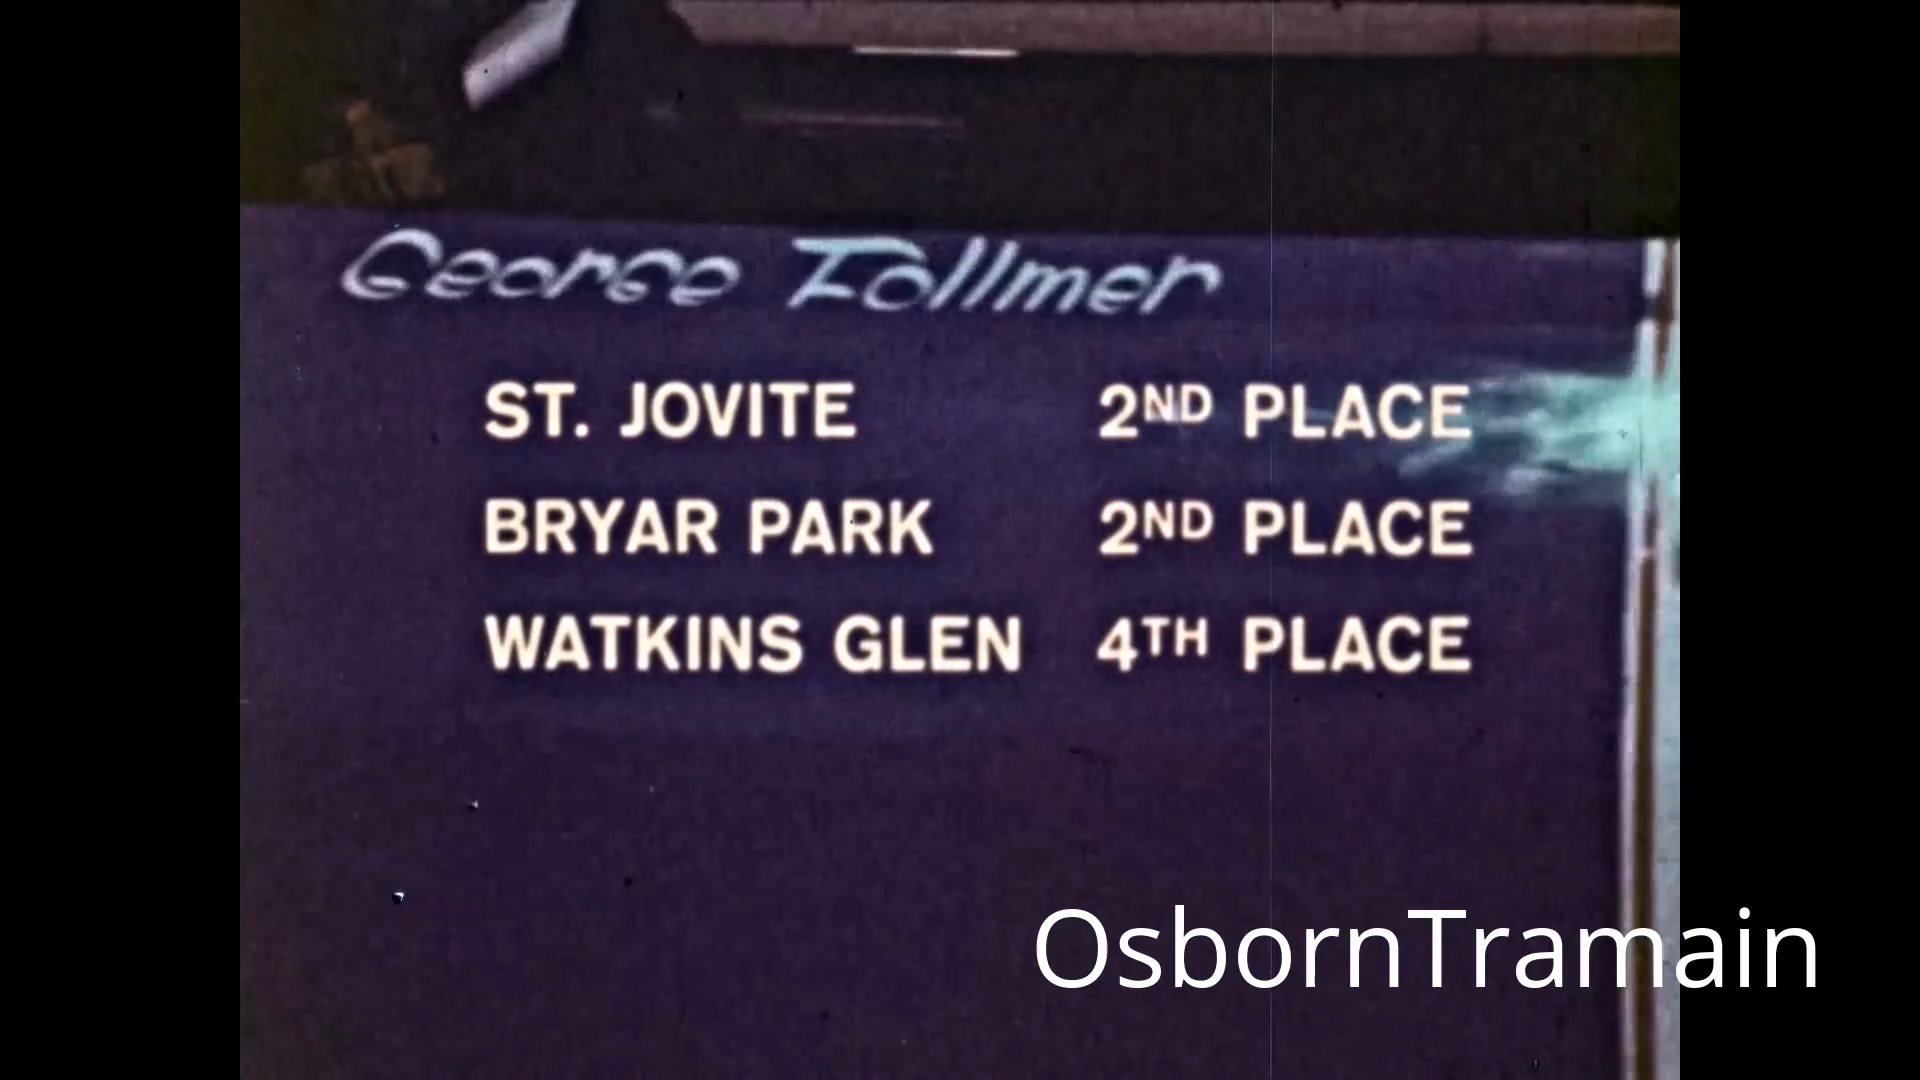 George Follmer
ST. JOVITE 2ND PLACE
BRYAR PARK 2ND PLACE
WATKINS GLEN 4TH PLACE
OsbornTramain